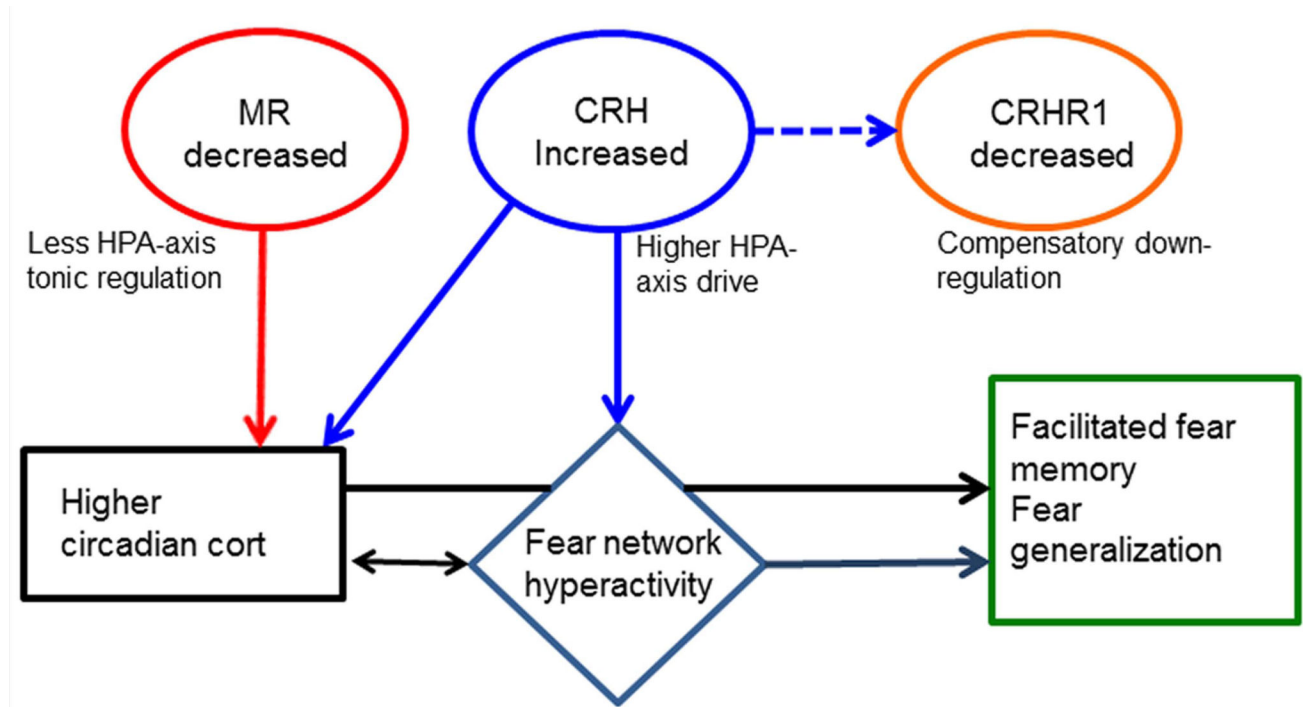 MR
decreased
CRH
Increased
CRHR1
decreased
Less HPA-axis
tonic regulation
Higher HPA-
axis drive
Compensatory down-
regulation
Higher
circadian cort
Fear network
hyperactivity
Facilitated fear
memory
Fear
generalization